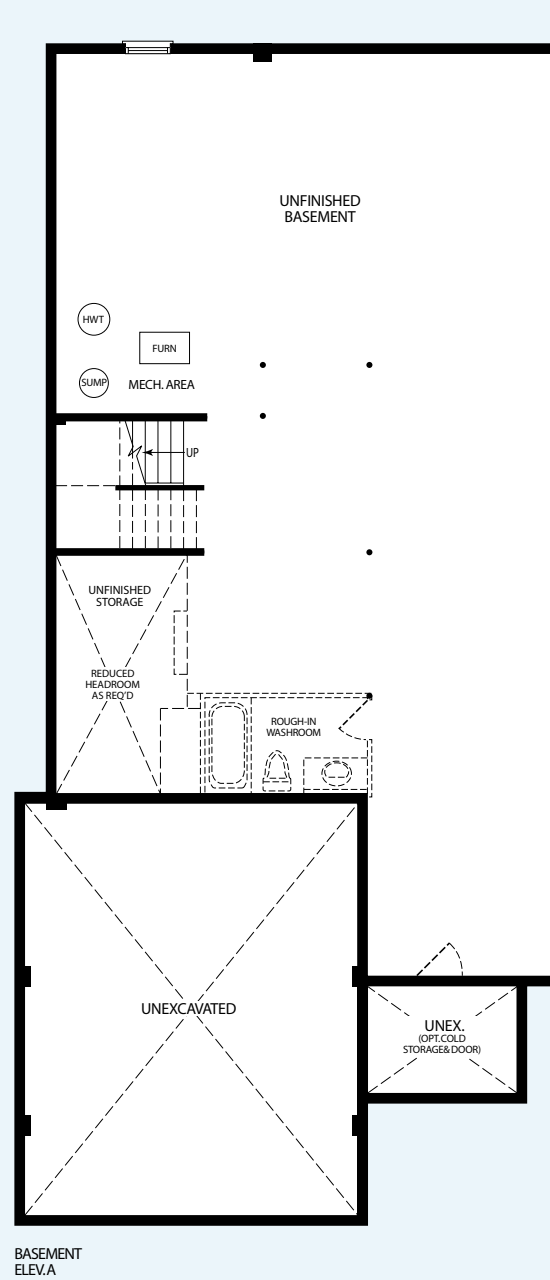 UNFINISHED
BASEMENT
HWT
FURN
SUMP
MECH. AREA
UP
UNFINISHED
STORAGE
REDUCED
HEADROOM
AS REQ'D
ROUGH-IN
WASHROOM
UNEXCAVATED
UNEX.
(OPT.COLD
STORAGE&DOOR)
BASEMENT
ELEV. A